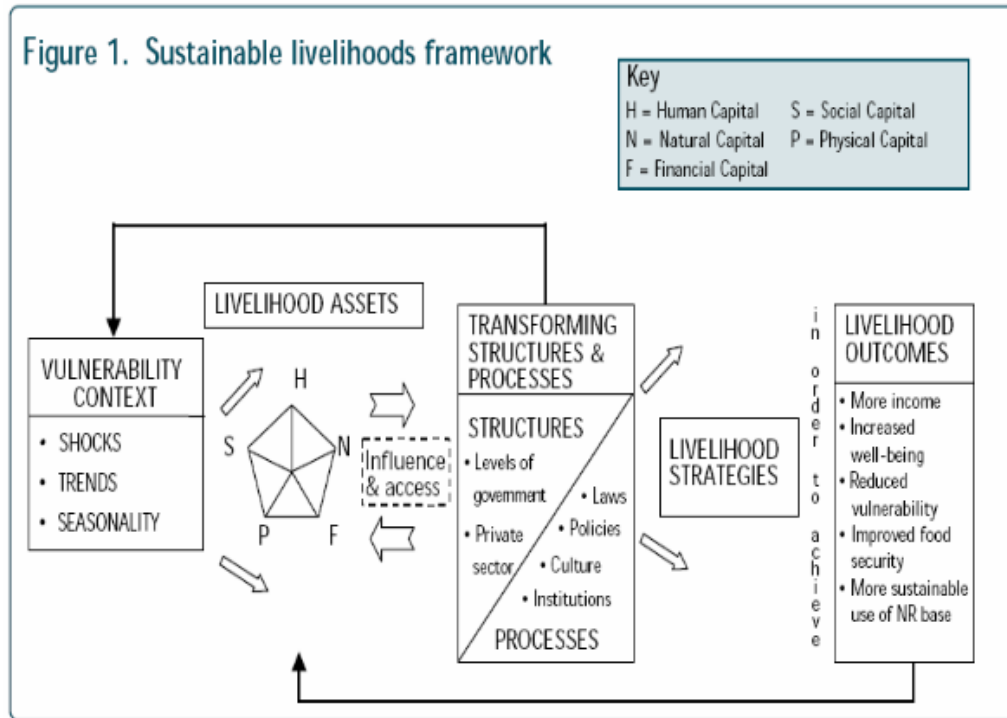 Figure 1. Sustainable livelihoods framework
Key
H = Human Capital S = Social Capital
N = Natural Capital P = Physical Capital
F = Financial Capital
LIVELIHOOD ASSETS
VULNERABILITY
CONTEXT
• SHOCKS
• TRENDS
• SEASONALITY
H
S
N
P
F
Influence
& access
TRANSFORMING
STRUCTURES &
PROCESSES
STRUCTURES
• Levels of
government
• Private
sector
• Laws
• Policies
• Culture
• Institutions
PROCESSES
LIVELIHOOD
STRATEGIES
in order to achieve
LIVELIHOOD
OUTCOMES
• More income
• Increased
well-being
• Reduced
vulnerability
• Improved food
security
• More sustainable
use of NR base